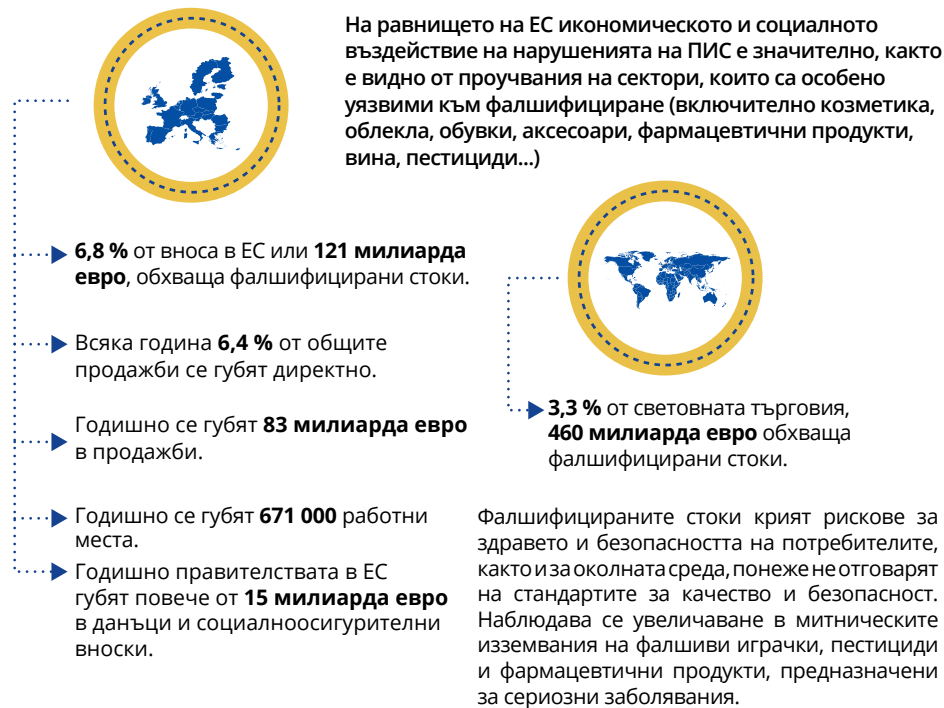 На равнището на ЕС икономическото и социалното
въздействие на нарушенията на ПИС е значително, както
е видно от проучвания на сектори, които са особено
уязвими към фалшифициране (включително козметика,
облекла, обувки, аксесоари, фармацевтични продукти,
вина, пестициди...)
6,8 % от вноса в ЕС или 121 милиарда
евро, обхваща фалшифицирани стоки.
Всяка година 6,4 % от общите
продажби се губят директно.
Годишно се губят 83 милиарда евро
в продажби.
Годишно се губят 671 000 работни
места.
Годишно правителствата в ЕС
губят повече от 15 милиарда евро
в данъци и социалноосигурителни
вноски.
3,3 % от световната търговия,
460 милиарда евро обхваща
фалшифицирани стоки.
Фалшифицираните стоки крият рискове за
здравето и безопасността на потребителите,
както и за околната среда, понеже не отговарят
на стандартите за качество и безопасност.
Наблюдава се увеличаване в митническите
изземвания на фалшиви играчки, пестициди
и фармацевтични продукти, предназначени
за сериозни заболявания.